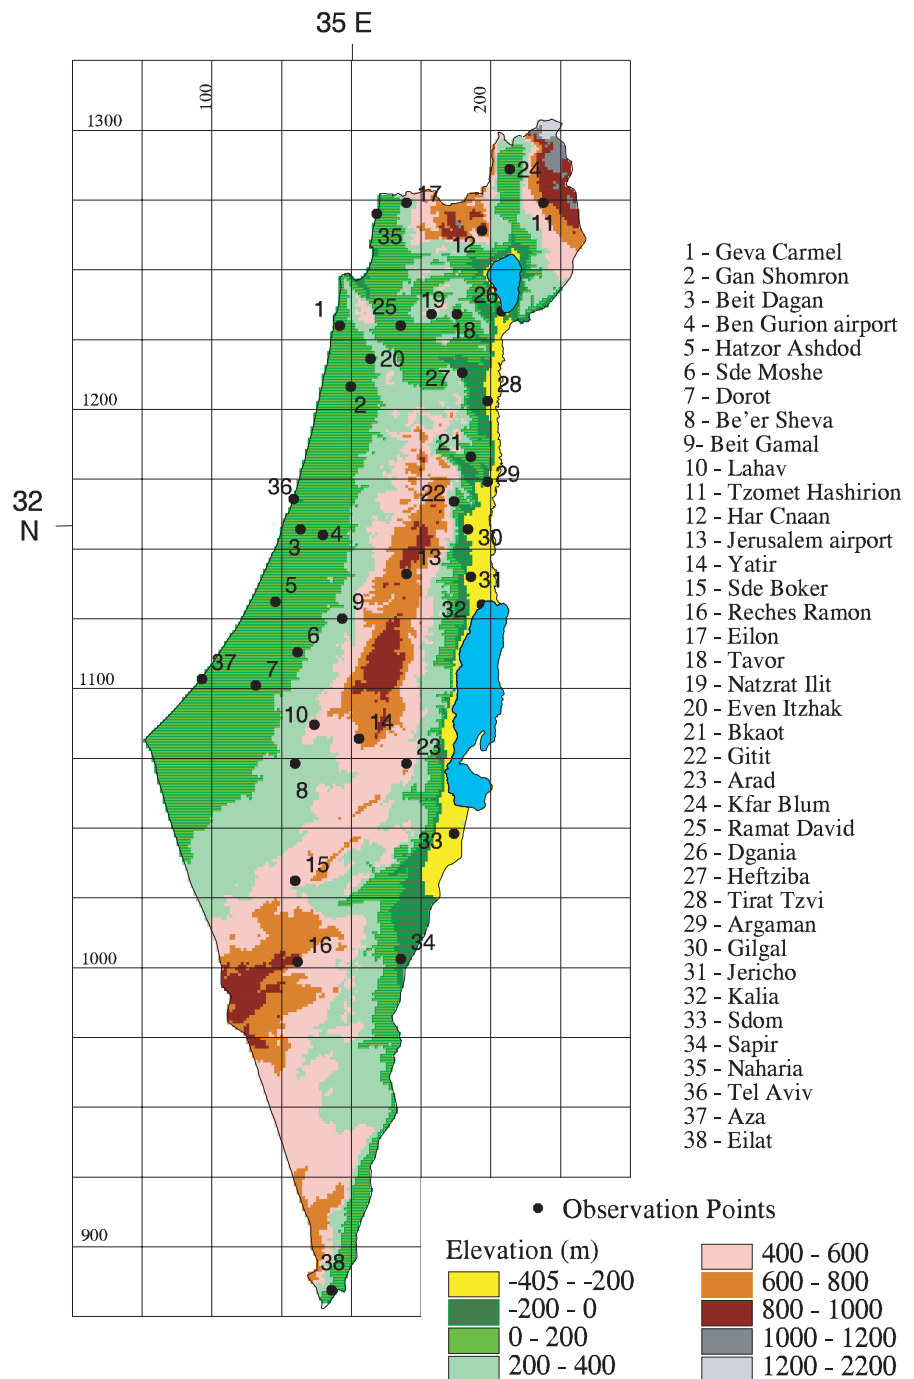 35 E
100
200
1300
24
17
11
35
12
26
19
25
1
18
20
27
28
1200
2
21
29
36
22
32
N
30
3
4
13
31
5
9
32
6
37
7
1100
10
14
23
8
33
15
34
16
1000
900
38
1 - Geva Carmel
2 - Gan Shomron
3 - Beit Dagan
4 - Ben Gurion airport
5 - Hatzor Ashdod
6 - Sde Moshe
7 - Dorot
8 - Be’er Sheva
9- Beit Gamal
10 - Lahav
11 - Tzomet Hashirion
12 - Har Cnaan
13 - Jerusalem airport
14 - Yatir
15 - Sde Boker
16 - Reches Ramon
17 - Eilon
18 - Tavor
19 - Natzrat Ilit
20 - Even Itzhak
21 - Bkaot
22 - Gitit
23 - Arad
24 - Kfar Blum
25 - Ramat David
26 - Dgania
27 - Heftziba
28 - Tirat Tzvi
29 - Argaman
30 - Gilgal
31 - Jericho
32 - Kalia
33 - Sdom
34 - Sapir
35 - Naharia
36 - Tel Aviv
37 - Aza
38 - Eilat
Observation Points
Elevation (m)
-405 - -200
-200 - 0
0 - 200
200 - 400
400 - 600
600 - 800
800 - 1000
1000 - 1200
1200 - 2200